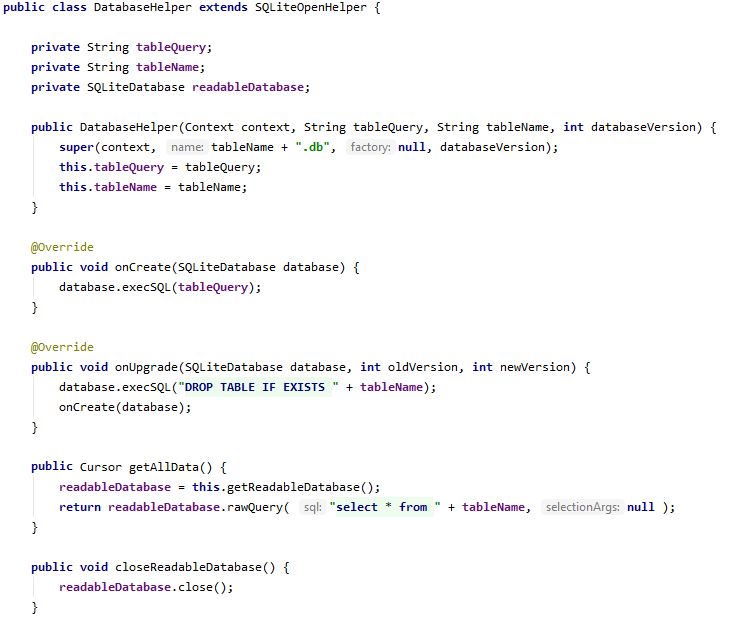 public class DatabaseHelper extends SQLiteOpenHelper {
private String tableQuery;
private String tableName;
private SQLiteDatabase readableDatabase;
public DatabaseHelper(Context context, String tableQuery, String tableName, int databaseVersion) {
super(context, name: tableName + ".db", factory: null, databaseVersion);
this.tableQuery = tableQuery;
this.tableName = tableName;
}
@Override
public void onCreate(SQLiteDatabase database) {
database.execSQL(tableQuery);
}
@Override
public void onUpgrade(SQLiteDatabase database, int oldVersion, int newVersion) {
database.execSQL("DROP TABLE IF EXISTS " + tableName);
onCreate(database);
}
public Cursor getAllData() {
readableDatabase = this.getReadableDatabase();
return readableDatabase.rawQuery( sql: "select * from " + tableName, selectionArgs: null );
}
public void closeReadableDatabase() {
readableDatabase.close();
}